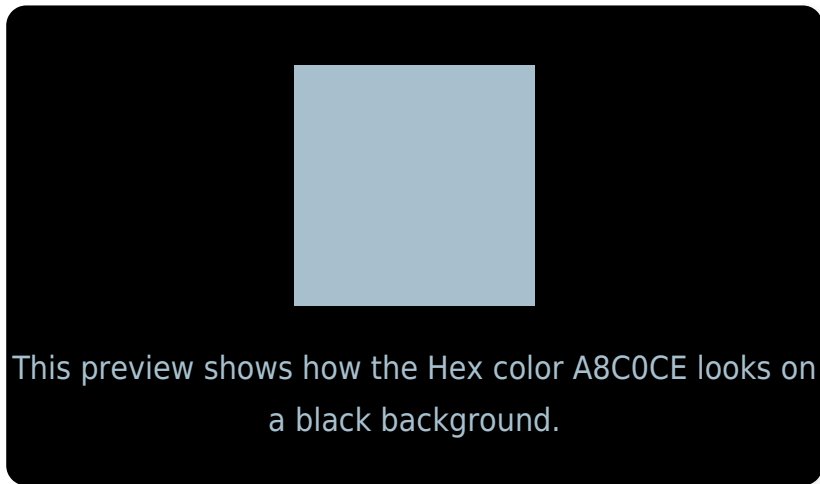 This preview shows how the Hex color A8C0CE looks on
a black background.